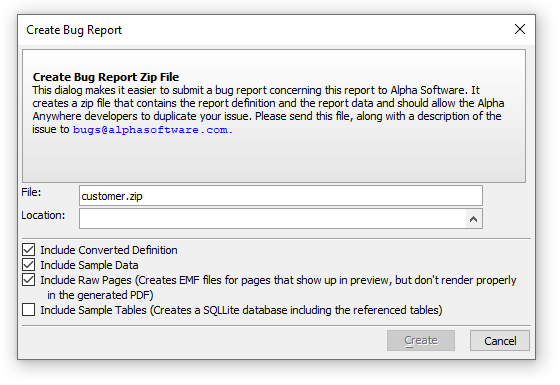 Create Bug Report
Create Bug Report Zip File
This dialog makes it easier to submit a bug report concerning this report to Alpha Software. It
creates a zip file that contains the report definition and the report data and should allow the Alpha
Anywhere developers to duplicate your issue. Please send this file, along with a description of the
issue to bugs@alphasoftware.com.
File:
customer.zip
Location:
Include Converted Definition
Include Sample Data
Include Raw Pages (Creates EMF files for pages that show up in preview, but don't render properly
in the generated PDF)
Include Sample Tables (Creates a SQLLite database including the referenced tables)
Create
Cancel